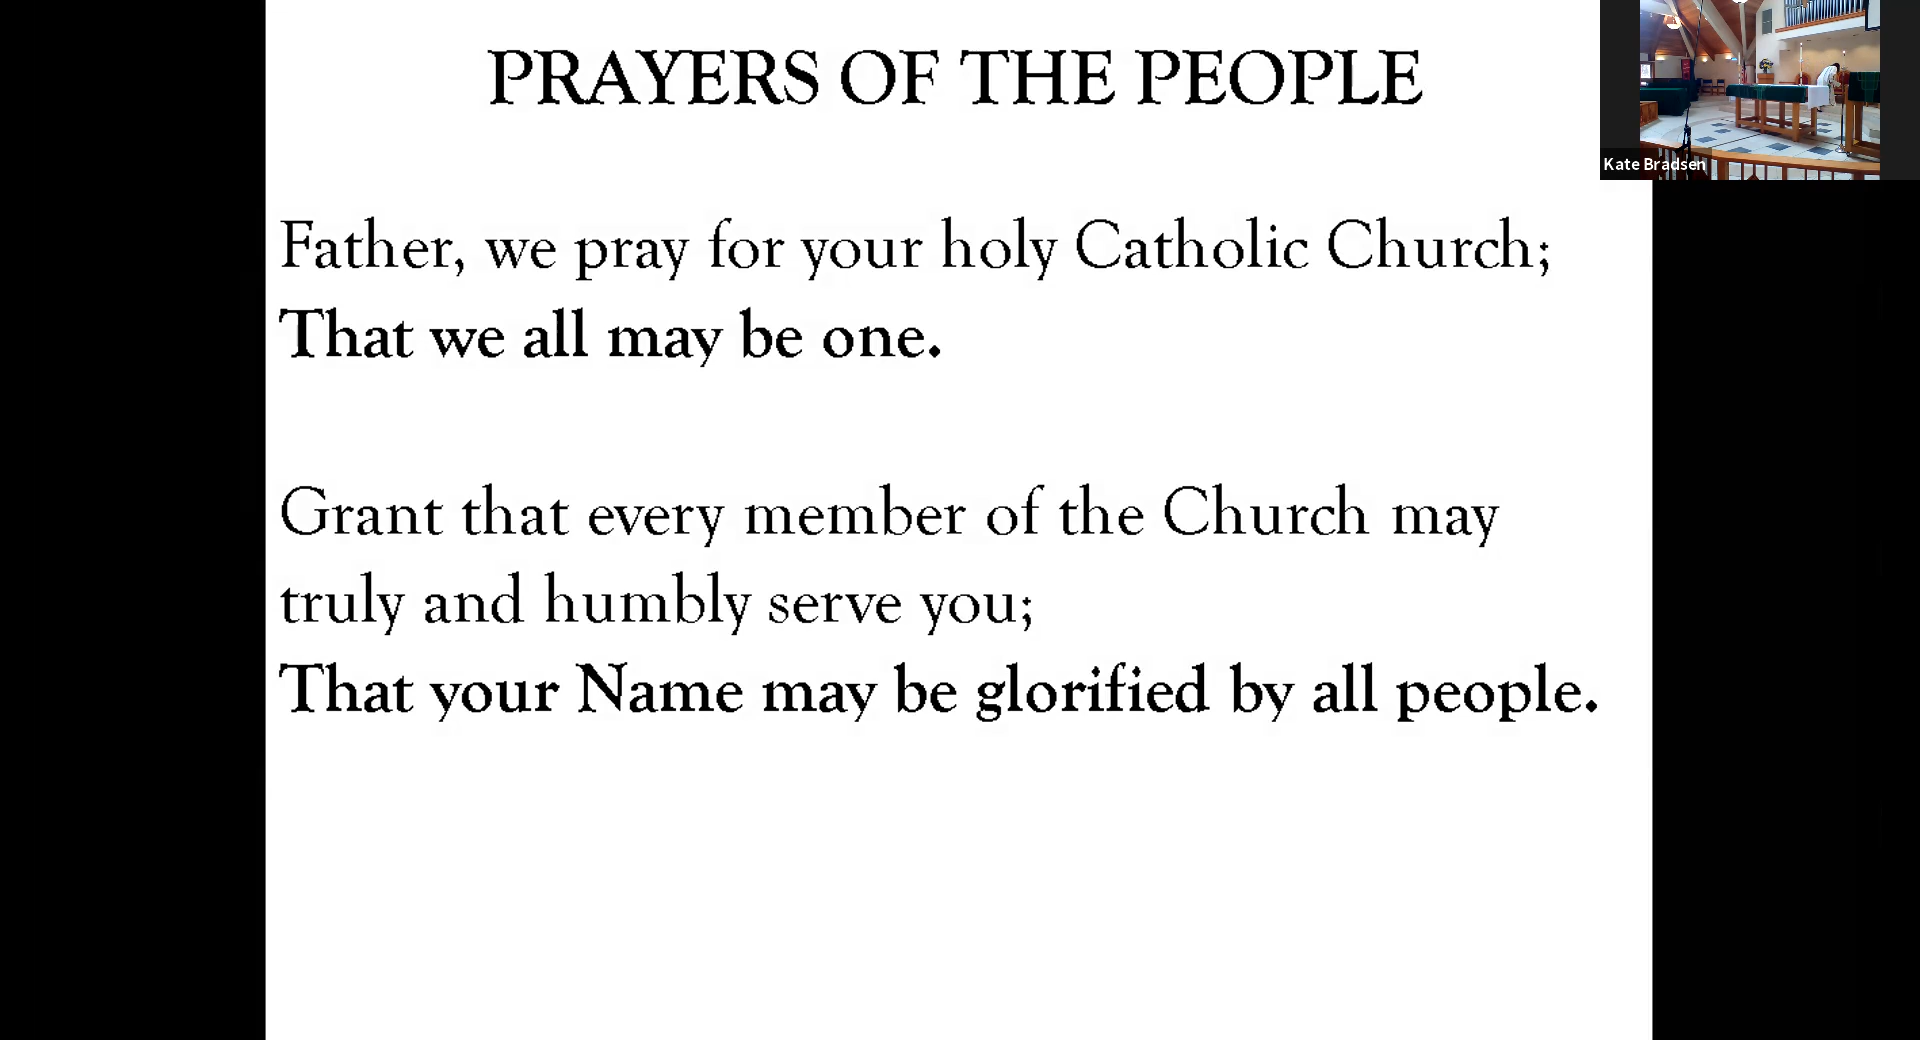 PRAYERS OF THE PEOPLE
Father, we pray for your holy Catholic Church;
That we all may be one.
Grant that every member of the Church may
truly and humbly serve you;
That your Name may be glorified by all people.
Kate Bradsen